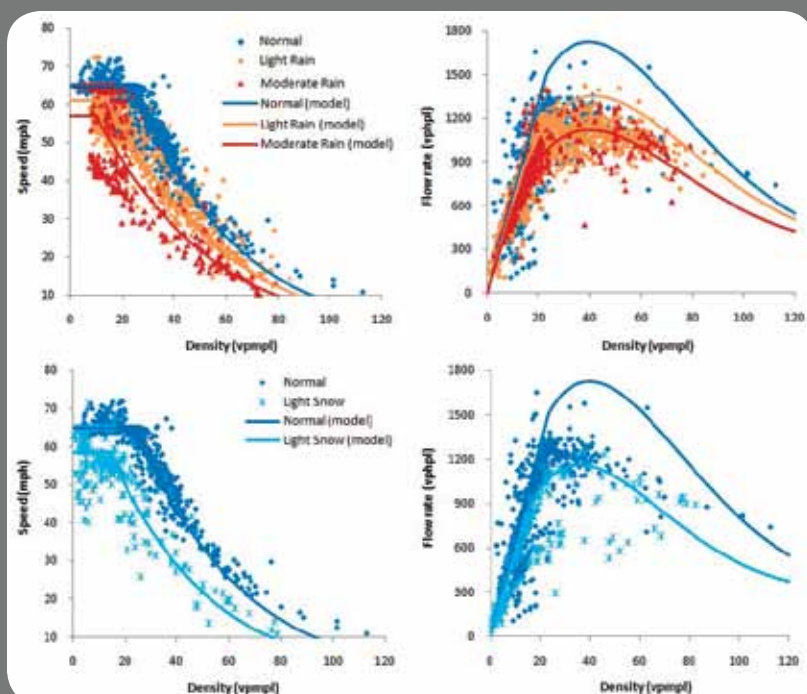 80
70
60
50
40
30
20
10
0 20 40 60 80 100 120
Speed(mph)
Density (vpmpl)
Normal
Light Rain
Moderate Rain
Normal (model)
Light Rain (model)
Moderate Rain (model)
1800
1500
1200
900
600
300
0
0 20 40 60 80 100 120
Flow rate (vphpl)
Density (vpmpl)
80
70
60
50
40
30
20
10
0 20 40 60 80 100 120
Speed(mph)
Density (vpmpl)
Normal
Light Snow
Normal (model)
Light Snow (model)
1800
1500
1200
900
600
300
0
0 20 40 60 80 100 120
Flow rate (vphpl)
Density (vpmpl)